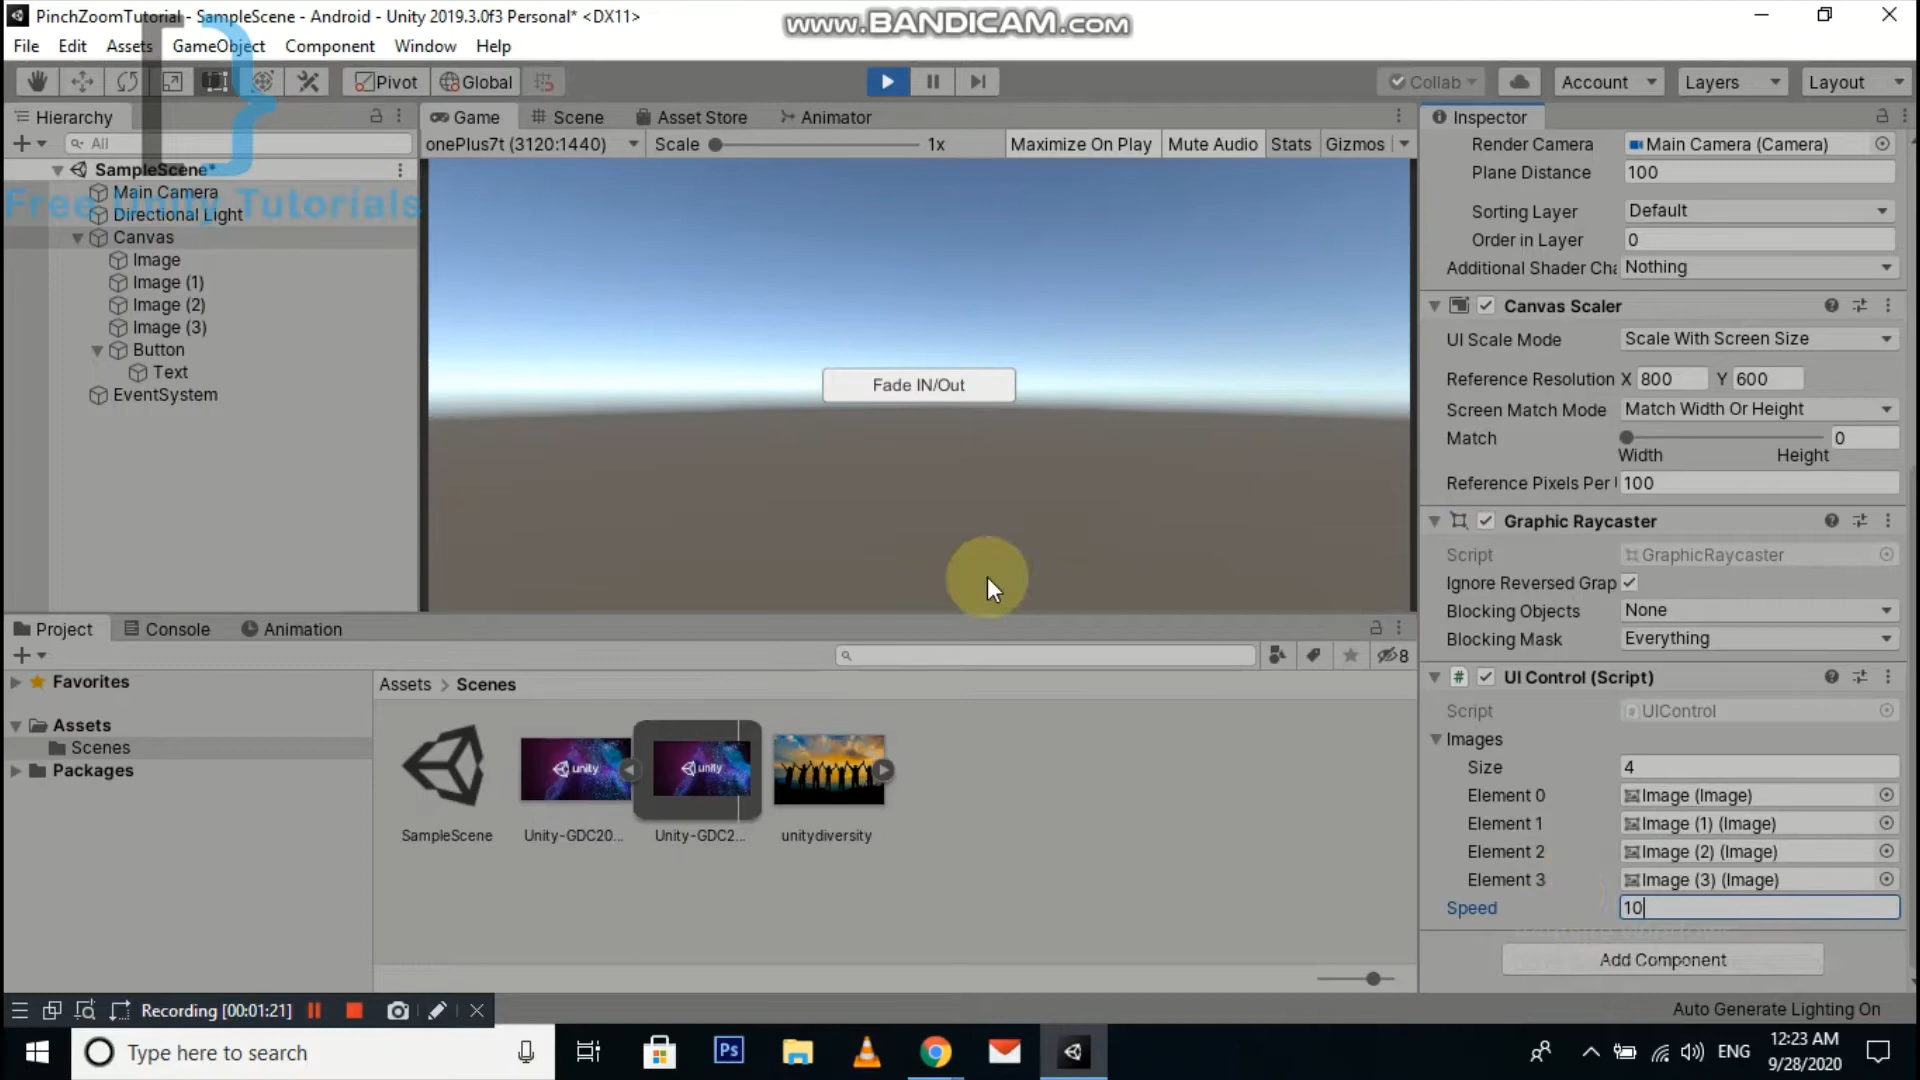 PinchZoomTutorial - SampleScene - Android - Unity 2019.3.0f3 Personal* <DX11>
www.BANDICAM.com
File Edit Assets GameObject Component Window Help
Pivot Global Collab Account Layers Layout
Hierarchy
All
SampleScene*
Main Camera
Free Unity Tutorials
Directional Light
Canvas
Image
Image (1)
Image (2)
Image (3)
Button
Text
EventSystem
Game Scene Asset Store Animator
onePlus7t (3120:1440) Scale 1x Maximize On Play Mute Audio Stats Gizmos
Fade IN/Out
Inspector
Render Camera Main Camera (Camera)
Plane Distance 100
Sorting Layer Default
Order in Layer 0
Additional Shader Cha Nothing
Canvas Scaler
UI Scale Mode Scale With Screen Size
Reference Resolution X 800 Y 600
Screen Match Mode Match Width Or Height
Match 0
Width Height
Reference Pixels Per 100
Graphic Raycaster
Script GraphicRaycaster
Ignore Reversed Grap
Blocking Objects None
Blocking Mask Everything
UI Control (Script)
Script UIControl
Images
Size 4
Element 0 Image (Image)
Element 1 Image (1) (Image)
Element 2 Image (2) (Image)
Element 3 Image (3) (Image)
Speed 10
Add Component
Auto Generate Lighting On
Project Console Animation
8
Favorites
Assets
Scenes
Packages
Assets > Scenes
unity
unity
SampleScene
Unity-GDC20...
Unity-GDC2...
unitydiversity
Recording [00:01:21]
Type here to search
Ps
ENG
12:23 AM
9/28/2020